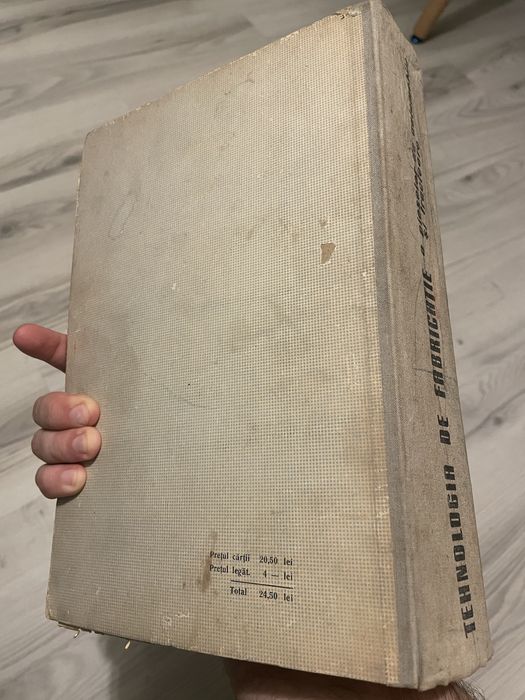 Prețul cărții 20,50 lei
Prețul legăt. 4 — lei
Total 24,50 lei
TEHNOLOGIA DE FABRICAȚIE